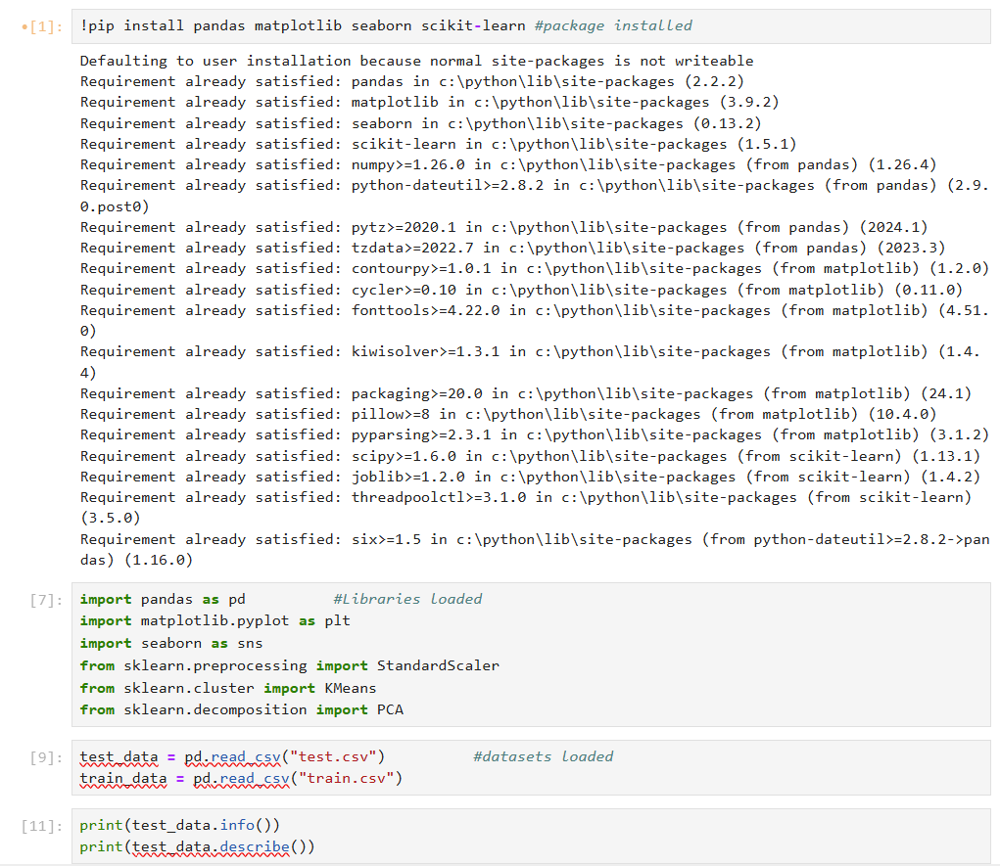 [1]: !pip install pandas matplotlib seaborn scikit-learn #package installed
Defaulting to user installation because normal site-packages is not writeable
Requirement already satisfied: pandas in c:\python\lib\site-packages (2.2.2)
Requirement already satisfied: matplotlib in c:\python\lib\site-packages (3.9.2)
Requirement already satisfied: seaborn in c:\python\lib\site-packages (0.13.2)
Requirement already satisfied: scikit-learn in c:\python\lib\site-packages (1.5.1)
Requirement already satisfied: numpy>=1.26.0 in c:\python\lib\site-packages (from pandas) (1.26.4)
Requirement already satisfied: python-dateutil>=2.8.2 in c:\python\lib\site-packages (from pandas) (2.9.
0.post0)
Requirement already satisfied: pytz>=2020.1 in c:\python\lib\site-packages (from pandas) (2024.1)
Requirement already satisfied: tzdata>=2022.7 in c:\python\lib\site-packages (from pandas) (2023.3)
Requirement already satisfied: contourpy>=1.0.1 in c:\python\lib\site-packages (from matplotlib) (1.2.0)
Requirement already satisfied: cycler>=0.10 in c:\python\lib\site-packages (from matplotlib) (0.11.0)
Requirement already satisfied: fonttools>=4.22.0 in c:\python\lib\site-packages (from matplotlib) (4.51.
0)
Requirement already satisfied: kiwisolver>=1.3.1 in c:\python\lib\site-packages (from matplotlib) (1.4.
4)
Requirement already satisfied: packaging>=20.0 in c:\python\lib\site-packages (from matplotlib) (24.1)
Requirement already satisfied: pillow>=8 in c:\python\lib\site-packages (from matplotlib) (10.4.0)
Requirement already satisfied: pyparsing>=2.3.1 in c:\python\lib\site-packages (from matplotlib) (3.1.2)
Requirement already satisfied: scipy>=1.6.0 in c:\python\lib\site-packages (from scikit-learn) (1.13.1)
Requirement already satisfied: joblib>=1.2.0 in c:\python\lib\site-packages (from scikit-learn) (1.4.2)
Requirement already satisfied: threadpoolctl>=3.1.0 in c:\python\lib\site-packages (from scikit-learn)
(3.5.0)
Requirement already satisfied: six>=1.5 in c:\python\lib\site-packages (from python-dateutil>=2.8.2->pan
das) (1.16.0)
[7]: import pandas as pd #Libraries loaded
import matplotlib.pyplot as plt
import seaborn as sns
from sklearn.preprocessing import StandardScaler
from sklearn.cluster import KMeans
from sklearn.decomposition import PCA
[9]: test_data = pd.read_csv("test.csv") #datasets loaded
train_data = pd.read_csv("train.csv")
[11]: print(test_data.info())
print(test_data.describe())